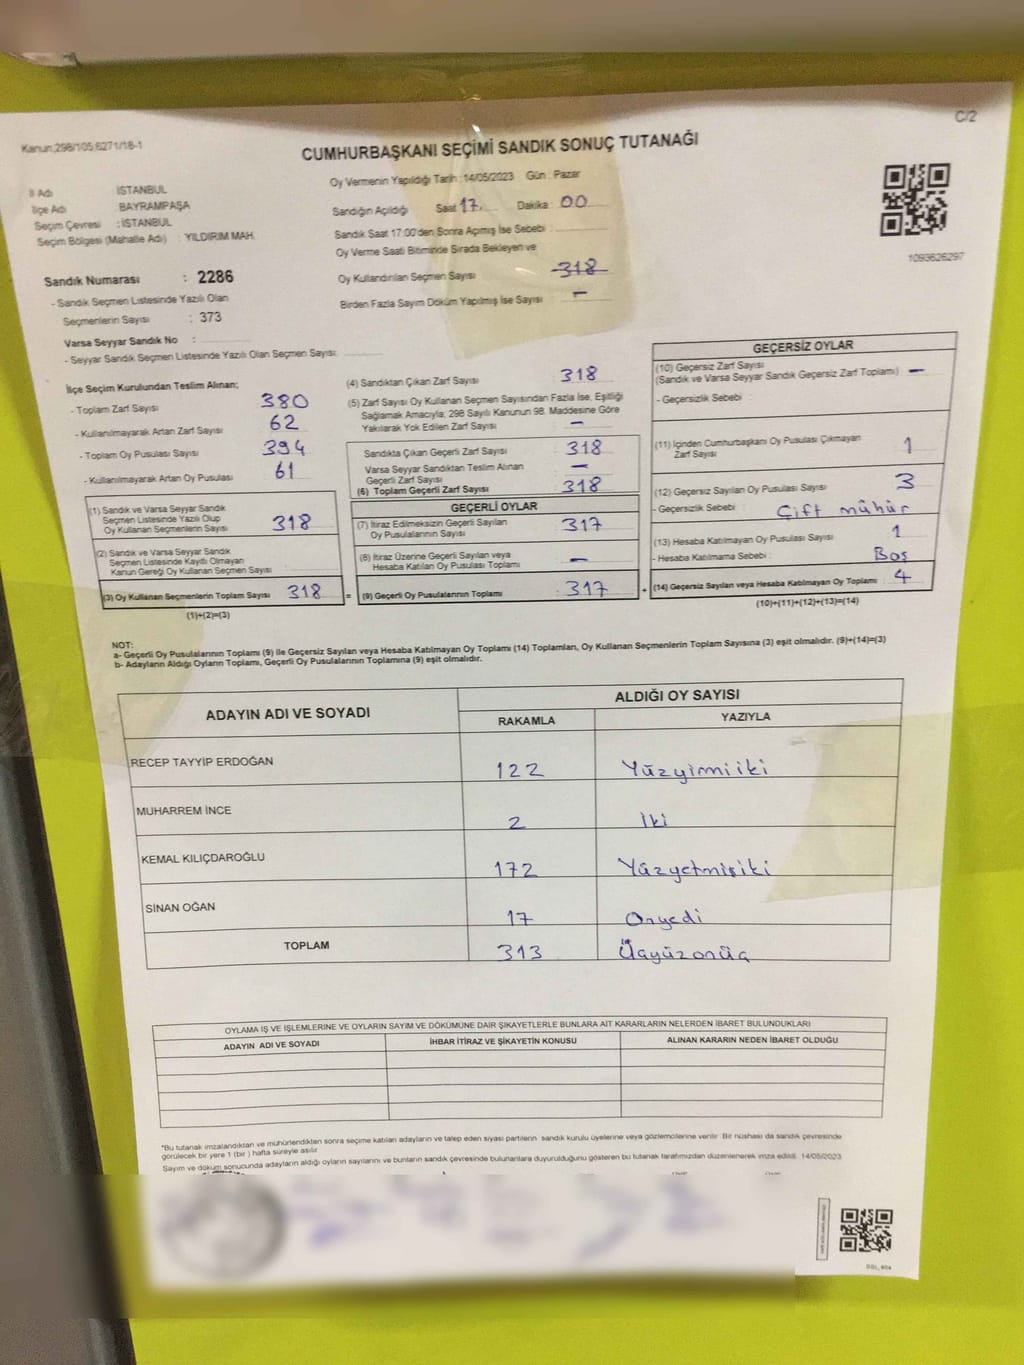 Kanun:298/105;6271/18-1
C/2
CUMHURBAŞKANI SEÇİMİ SANDIK SONUÇ TUTANAĞI
İl Adı : İSTANBUL
İlçe Adı : BAYRAMPAŞA
Seçim Çevresi : İSTANBUL
Seçim Bölgesi (Mahalle Adı) : YILDIRIM MAH.
Oy Vermenin Yapıldığı Tarih : 14/05/2023 Gün : Pazar
Sandığın Açıldığı Saat 17. Dakika : 00
Sandık Saat 17:00'den Sonra Açımış İse Sebebi :
Oy Verme Saati Bitiminde Sırada Bekleyen ve
Oy Kullandırılan Seçmen Sayısı 318
Birden Fazla Sayım Döküm Yapılmış İse Sayısı : —
1093626297
Sandık Numarası : 2286
- Sandık Seçmen Listesinde Yazılı Olan
Seçmenlerin Sayısı : 373
Varsa Seyyar Sandık No :
- Seyyar Sandık Seçmen Listesinde Yazılı Olan Seçmen Sayısı:
İlçe Seçim Kurulundan Teslim Alınan;
- Toplam Zarf Sayısı 380
- Kullanılmayarak Artan Zarf Sayısı : 62
- Toplam Oy Pusulası Sayısı : 394
- Kullanılmayarak Artan Oy Pusulası : 61
(1) Sandık ve Varsa Seyyar Sandık
Seçmen Listesinde Yazılı Olup
Oy Kullanan Seçmenlerin Sayısı : 318
(2) Sandık ve Varsa Seyyar Sandık
Seçmen Listesinde Kayıtlı Olmayan
Kanun Gereği Oy Kullanan Seçmen Sayısı :
(3) Oy Kullanan Seçmenlerin Toplam Sayısı 318 =
(1)+(2)=(3)
(4) Sandıktan Çıkan Zarf Sayısı : 318
(5) Zarf Sayısı Oy Kullanan Seçmen Sayısından Fazla İse, Eşitliği
Sağlamak Amacıyla, 298 Sayılı Kanunun 98. Maddesine Göre
Yakılarak Yok Edilen Zarf Sayısı : —
Sandıkta Çıkan Geçerli Zarf Sayısı : 318
Varsa Seyyar Sandıktan Teslim Alınan
Geçerli Zarf Sayısı : —
(6) Toplam Geçerli Zarf Sayısı : 318
GEÇERLİ OYLAR
(7) İtiraz Edilmeksizin Geçerli Sayılan
Oy Pusulalarının Sayısı : 317
(8) İtiraz Üzerine Geçerli Sayılan veya
Hesaba Katılan Oy Pusulası Toplamı : —
(9) Geçerli Oy Pusulalarının Toplamı : 317 +
GEÇERSİZ OYLAR
(10) Geçersiz Zarf Sayısı
(Sandık ve Varsa Seyyar Sandık Geçersiz Zarf Toplamı) : —
- Geçersizlik Sebebi :
(11) İçinden Cumhurbaşkanı Oy Pusulası Çıkmayan
Zarf Sayısı : 1
(12) Geçersiz Sayılan Oy Pusulası Sayısı : 3
- Geçersizlik Sebebi : Çift mühür
(13) Hesaba Katılmayan Oy Pusulası Sayısı : 1
- Hesaba Katılmama Sebebi : Boş
(14) Geçersiz Sayılan veya Hesaba Katılmayan Oy Toplamı : 4
(10)+(11)+(12)+(13)=(14)
NOT:
a- Geçerli Oy Pusulalarının Toplamı (9) ile Geçersiz Sayılan veya Hesaba Katılmayan Oy Toplamı (14) Toplamları, Oy Kullanan Seçmenlerin Toplam Sayısına (3) eşit olmalıdır. (9)+(14)=(3)
b- Adayların Aldığı Oyların Toplamı, Geçerli Oy Pusulalarının Toplamına (9) eşit olmalıdır.
ADAYIN ADI VE SOYADI
ALDIĞI OY SAYISI
RAKAMLA YAZIYLA
RECEP TAYYİP ERDOĞAN 122 Yüzyirmiiki
MUHARREM İNCE 2 İki
KEMAL KILIÇDAROĞLU 172 Yüzyetmişiki
SİNAN OĞAN 17 Onyedi
TOPLAM 313 Üçyüzonüç
OYLAMA İŞ VE İŞLEMLERİNE VE OYLARIN SAYIM VE DÖKÜMÜNE DAİR ŞİKAYETLERLE BUNLARA AİT KARARLARIN NELERDEN İBARET BULUNDUKLARI
ADAYIN ADI VE SOYADI İHBAR İTİRAZ VE ŞİKAYETİN KONUSU ALINAN KARARIN NEDEN İBARET OLDUĞU
*Bu tutanak imzalandıktan ve mühürlendikten sonra seçime katılan adayların ve talep eden siyasi partilerin sandık kurulu üyelerine veya gözlemcilerine verilir. Bir nüshası da sandık çevresinde
görülecek bir yere 1 (bir) hafta süreyle asılır.
Sayım ve döküm sonucunda adayların aldığı oyların sayılarını ve bunların sandık çevresinde bulunanlara duyurulduğunu gösteren bu tutanak tarafımızdan düzenlenerek imza edildi. 14/05/2023